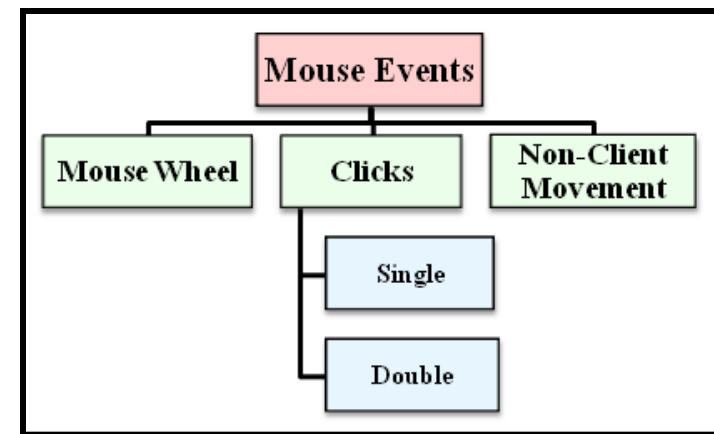 Mouse Events
Mouse Wheel
Clicks
Non-Client
Movement
Single
Double